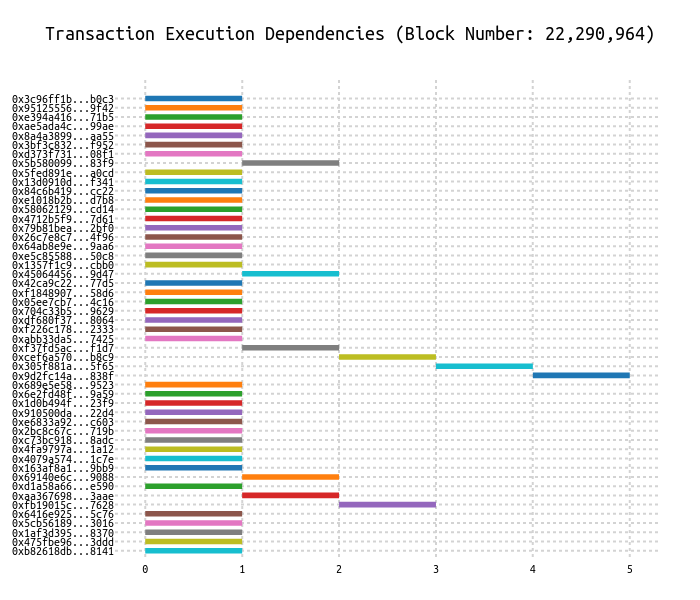 Transaction Execution Dependencies (Block Number: 22,290,964)
0x3c96ff1b...b0c3
0x95125556...9f42
0xe394a416...71b5
0xae5ada4c...99ae
0x8a4a3899...aa55
0x3bf3c832...f952
0xd373f731...08f1
0x5b580099...83f9
0x5fed891e...a0cd
0x13d0910d...f341
0x84c6b419...cc22
0xe1018b2b...d7b8
0x58062129...cd14
0x4712b5f9...7d61
0x79b81bea...2bf0
0x26c7e8c7...4f96
0x64ab8e9e...9aa6
0xe5c85588...50c8
0x1357f1c9...cbb0
0x45064456...9d47
0x42ca9c22...77d5
0xf1848907...58d6
0x05ee7cb7...4c16
0x704c33b5...9629
0xdf680f37...8064
0xf226c178...2333
0xabb33da5...7425
0xf37fd5ac...f1d7
0xcef6a570...b8c9
0x305f881a...5f65
0x9d2fc14a...838f
0x689e5e58...9523
0x6e2fd48f...9a59
0x1d0b494f...23f9
0x910500da...22d4
0xe6833a92...c603
0x2bc8c67c...719b
0xc73bc918...8adc
0x4fa9797a...1a12
0x4079a574...1c7e
0x163af8a1...9bb9
0x69140e6c...9088
0xd1a58a66...e590
0xaa367698...3aae
0xfb19015c...7628
0x6416e925...5c76
0x5cb56189...3016
0x1af3d395...8370
0x475fbe96...3ddd
0xb82618db...8141
0 1 2 3 4 5